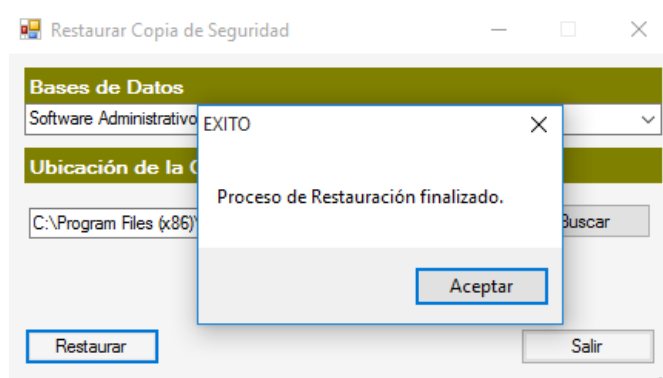 Restaurar Copia de Seguridad
Bases de Datos
Software Administrativo
EXITO
Ubicación de la
Proceso de Restauración finalizado.
C:\Program Files (x86)\
Buscar
Aceptar
Restaurar
Salir